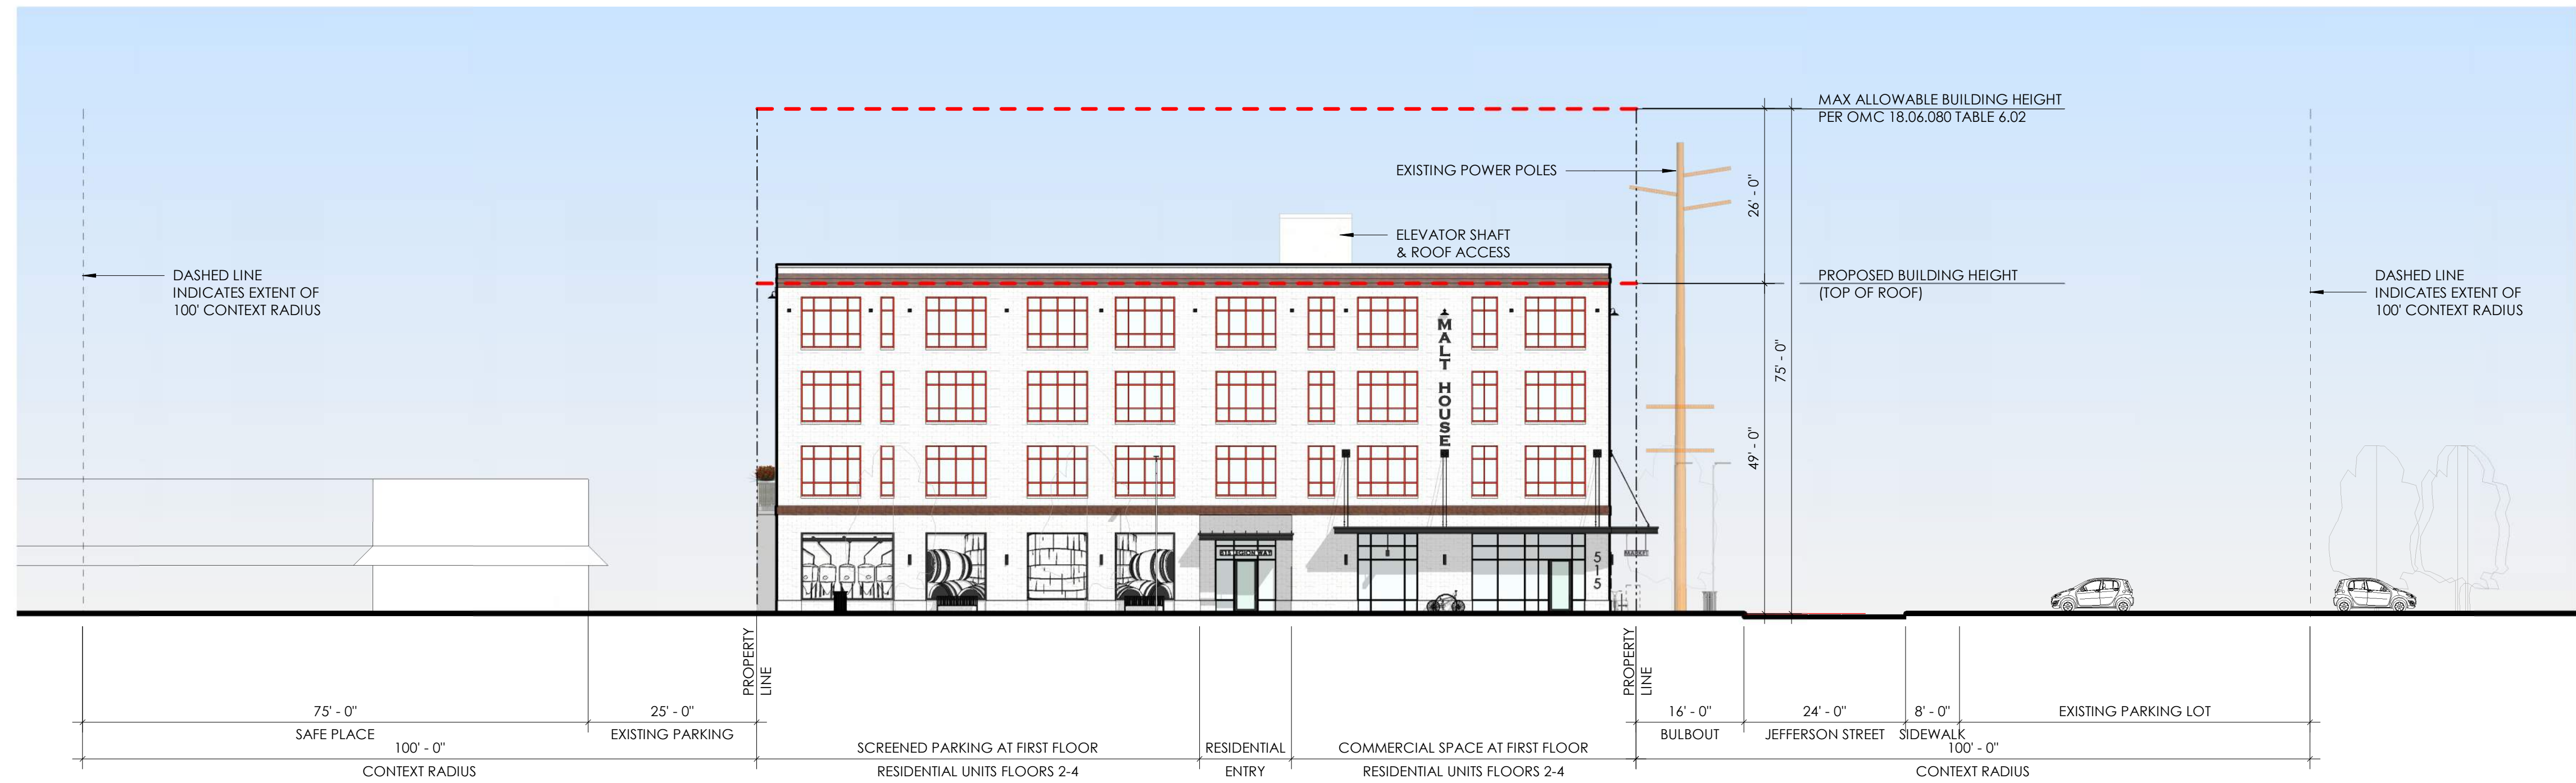 MAX ALLOWABLE BUILDING HEIGHT
PER OMC 18.06.080 TABLE 6.02
EXISTING POWER POLES
26' - 0"
ELEVATOR SHAFT
& ROOF ACCESS
DASHED LINE
INDICATES EXTENT OF
100' CONTEXT RADIUS
PROPOSED BUILDING HEIGHT
(TOP OF ROOF)
DASHED LINE
INDICATES EXTENT OF
100' CONTEXT RADIUS
MALT HOUSE
75' - 0"
49' - 0"
MARKET
515
PROPERTY
LINE
PROPERTY
LINE
75' - 0"
25' - 0"
16' - 0"
24' - 0"
8' - 0"
EXISTING PARKING LOT
SAFE PLACE
EXISTING PARKING
BULBOUT
JEFFERSON STREET
SIDEWALK
100' - 0"
SCREENED PARKING AT FIRST FLOOR
RESIDENTIAL
COMMERCIAL SPACE AT FIRST FLOOR
100' - 0"
CONTEXT RADIUS
RESIDENTIAL UNITS FLOORS 2-4
ENTRY
RESIDENTIAL UNITS FLOORS 2-4
CONTEXT RADIUS